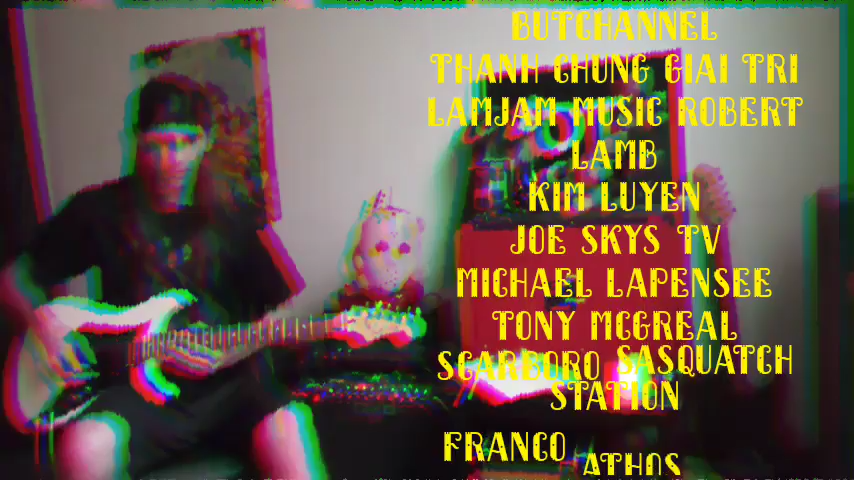 BUTCHANNEL
THANH CHUNG GIAI TRI
LAMJAM MUSIC ROBERT
LAMB
KIM LUYEN
JOE SKYS TV
MICHAEL LAPENSEE
TONY MCGREAL
SCARBORO SASQUATCH
STATION
FRANCO ATHOS